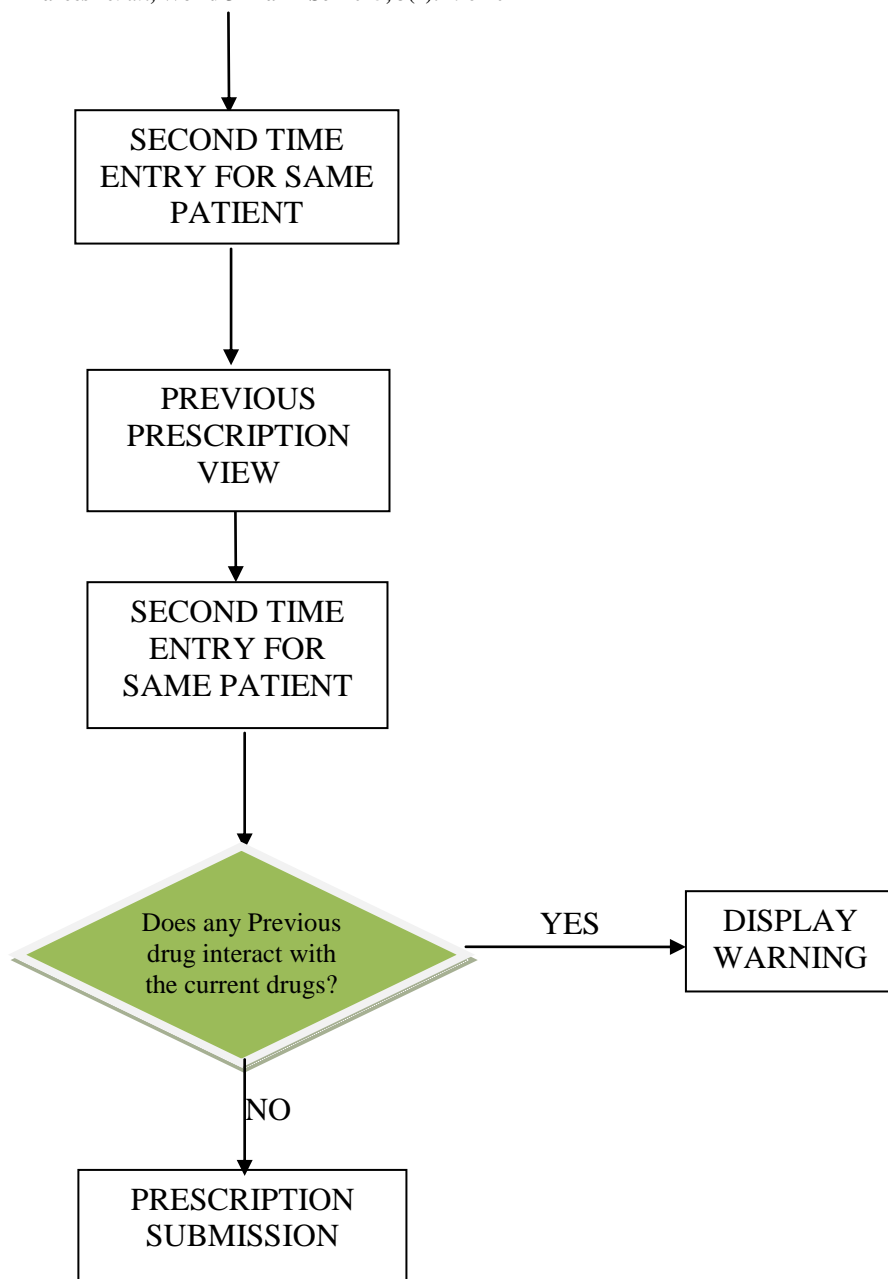 SECOND TIME
ENTRY FOR SAME
PATIENT
PREVIOUS
PRESCRIPTION
VIEW
SECOND TIME
ENTRY FOR
SAME PATIENT
Does any Previous
drug interact with
the current drugs?
YES
DISPLAY
WARNING
NO
PRESCRIPTION
SUBMISSION